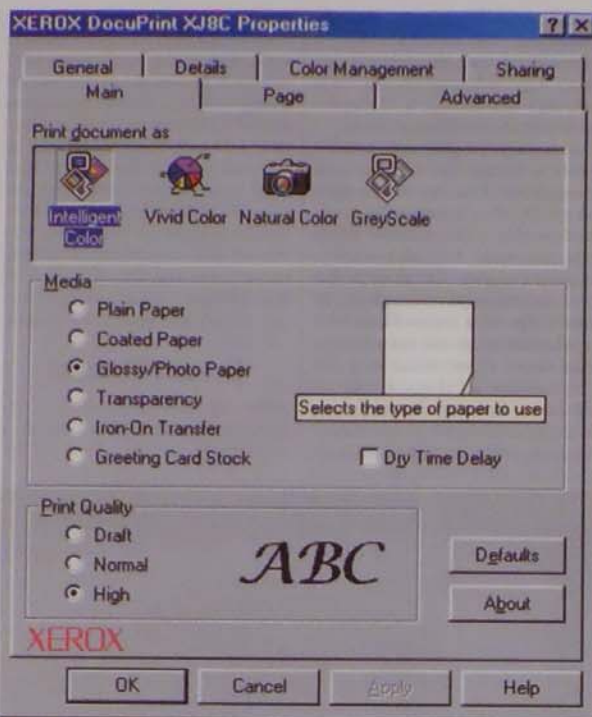 XEROX DocuPrint XJ8C Properties
General Details Color Management Sharing
Main Page Advanced
Print document as
Intelligent Color
Vivid Color
Natural Color
GreyScale
Media
Plain Paper
Coated Paper
Glossy/Photo Paper
Transparency
Selects the type of paper to use
Iron-On Transfer
Greeting Card Stock
Dry Time Delay
Print Quality
Draft
Normal
High
ABC
Defaults
About
XEROX
OK Cancel Apply Help